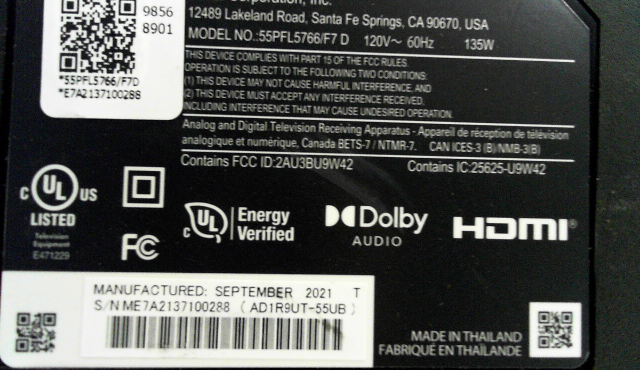 9856
8901
*55PFL5766/F7D
*E7A2137100288
Corporation, Inc.
12489 Lakeland Road, Santa Fe Springs, CA 90670, USA
MODEL NO.:55PFL5766/F7 D 120V～ 60Hz 135W
THIS DEVICE COMPLIES WITH PART 15 OF THE FCC RULES.
OPERATION IS SUBJECT TO THE FOLLOWING TWO CONDITIONS:
(1) THIS DEVICE MAY NOT CAUSE HARMFUL INTERFERENCE, AND
(2) THIS DEVICE MUST ACCEPT ANY INTERFERENCE RECEIVED,
INCLUDING INTERFERENCE THAT MAY CAUSE UNDESIRED OPERATION.
Analog and Digital Television Receiving Apparatus - Appareil de réception de télévision
analogique et numérique, Canada BETS-7 / NTMR-7. CAN ICES-3 (B)/NMB-3(B)
Contains FCC ID:2AU3BU9W42 Contains IC:25625-U9W42
C UL US
LISTED
Television
Equipment
E471229
FC
C UL Energy
Verified
Dolby
AUDIO
HDMI®
MANUFACTURED: SEPTEMBER 2021 T
S/N ME7A2137100288 ( AD1R9UT-55UB )
MADE IN THAILAND
FABRIQUÉ EN THAÏLANDE